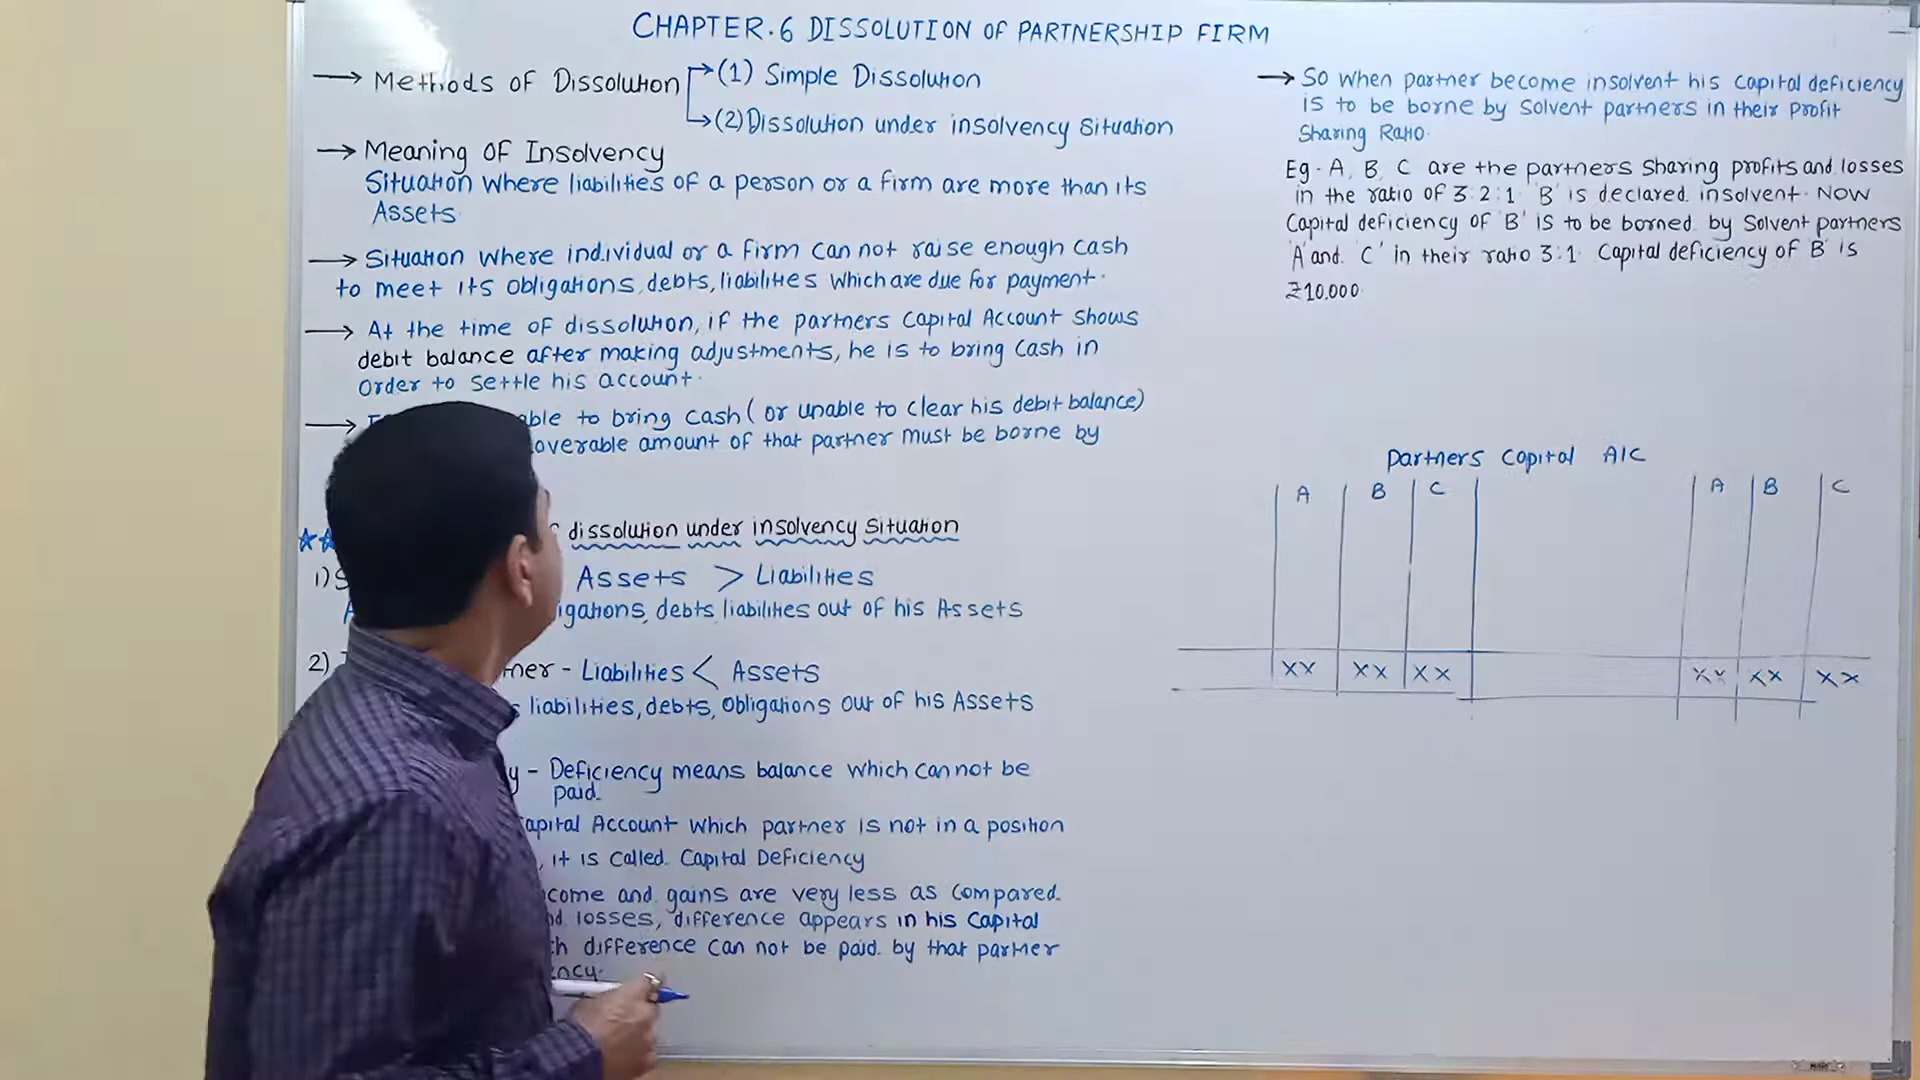 CHAPTER.6 DISSOLUTION OF PARTNERSHIP FIRM
→ Methods of Dissolution
→(1) Simple Dissolution
→(2) Dissolution under insolvency Situation
→ Meaning OF Insolvency
Situation where liabilities of a person or a firm are more than its
Assets.
→ Situation where individual or a firm can not raise enough cash
to meet its obligations, debts, liabilities which are due for payment.
→ At the time of dissolution, if the partners capital Account shows
debit balance after making adjustments, he is to bring cash in
order to settle his account.
→ able to bring cash (or unable to clear his debit balance)
overable amount of that partner must be borne by
dissolution under insolvency Situation
1) S Assets > Liabilities
igations, debts liabilities out of his Assets
2) ner - Liabilities < Assets
liabilities, debts, obligations out of his Assets
y - Deficiency means balance which cannot be
paid.
apital Account which partner is not in a position
, it is called. Capital Deficiency
come and gains are very less as compared.
nd losses, difference appears in his capital
ch difference can not be paid. by that partner
ency.
→ So when partner become insolvent his capital deficiency
is to be borne by solvent partners in their profit
Sharing Ratio.
Eg. A, B, C are the partners sharing profits and losses
in the ratio of 3:2:1 'B' is declared insolvent. Now
Capital deficiency of 'B' is to be borned by Solvent partners
'A' and 'C' in their ratio 3:1. Capital deficiency of 'B' is
₹10.000
Partners Capital A/C
A B C A B C
XX XX XX XX XX XX